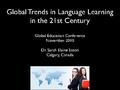 Global Trends in Language Learning
in the 21st Century
Global Education Conference
November 2010
Dr. Sarah Elaine Eaton
Calgary, Canada